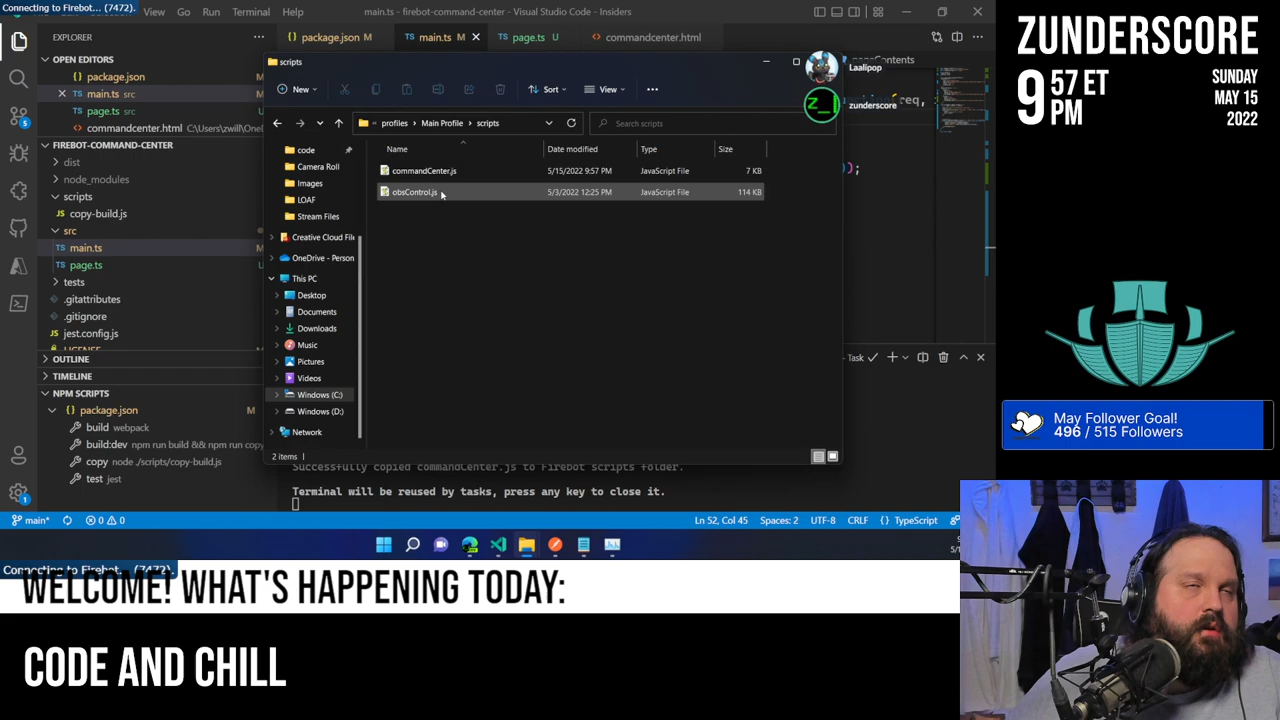 Connecting to Firebot... (7472).
Go
Run
Terminal
Help
main.ts - firebot-command-center - Visual Studio Code - Insiders
EXPLORER
package.json M
main.ts M
page.ts U
commandcenter.html
OPEN EDITORS
package.json
main.ts src
page.ts src
commandcenter.html C:\Users\zwill\OneD
FIREBOT-COMMAND-CENTER
dist
node_modules
scripts
copy-build.js
src
main.ts
page.ts
tests
.gitattributes
.gitignore
jest.config.js
OUTLINE
TIMELINE
NPM SCRIPTS
package.json M
build webpack
build:dev npm run build && npm run copy
copy node ./scripts/copy-build.js
test jest
scripts
New
Sort
View
profiles
Main Profile
scripts
Search scripts
Name
Date modified
Type
Size
commandCenter.js 5/15/2022 9:57 PM JavaScript File 7 KB
obsControl.js 5/3/2022 12:25 PM JavaScript File 114 KB
code
Camera Roll
Images
LOAF
Stream Files
Creative Cloud File
OneDrive - Person
This PC
Desktop
Documents
Downloads
Music
Pictures
Videos
Windows (C:)
Windows (D:)
Network
2 items
Laalipop
zunderscore
Task
Successfully copied commandCenter.js to Firebot scripts folder.
Terminal will be reused by tasks, press any key to close it.
main*
0
0
Ln 52, Col 45
Spaces: 2
UTF-8
CRLF
{ } TypeScript
Connecting to Firebot... (7472).
WELCOME! WHAT'S HAPPENING TODAY:
CODE AND CHILL
ZUNDERSCORE
9 57 ET PM
SUNDAY
MAY 15
2022
May Follower Goal!
496 / 515 Followers